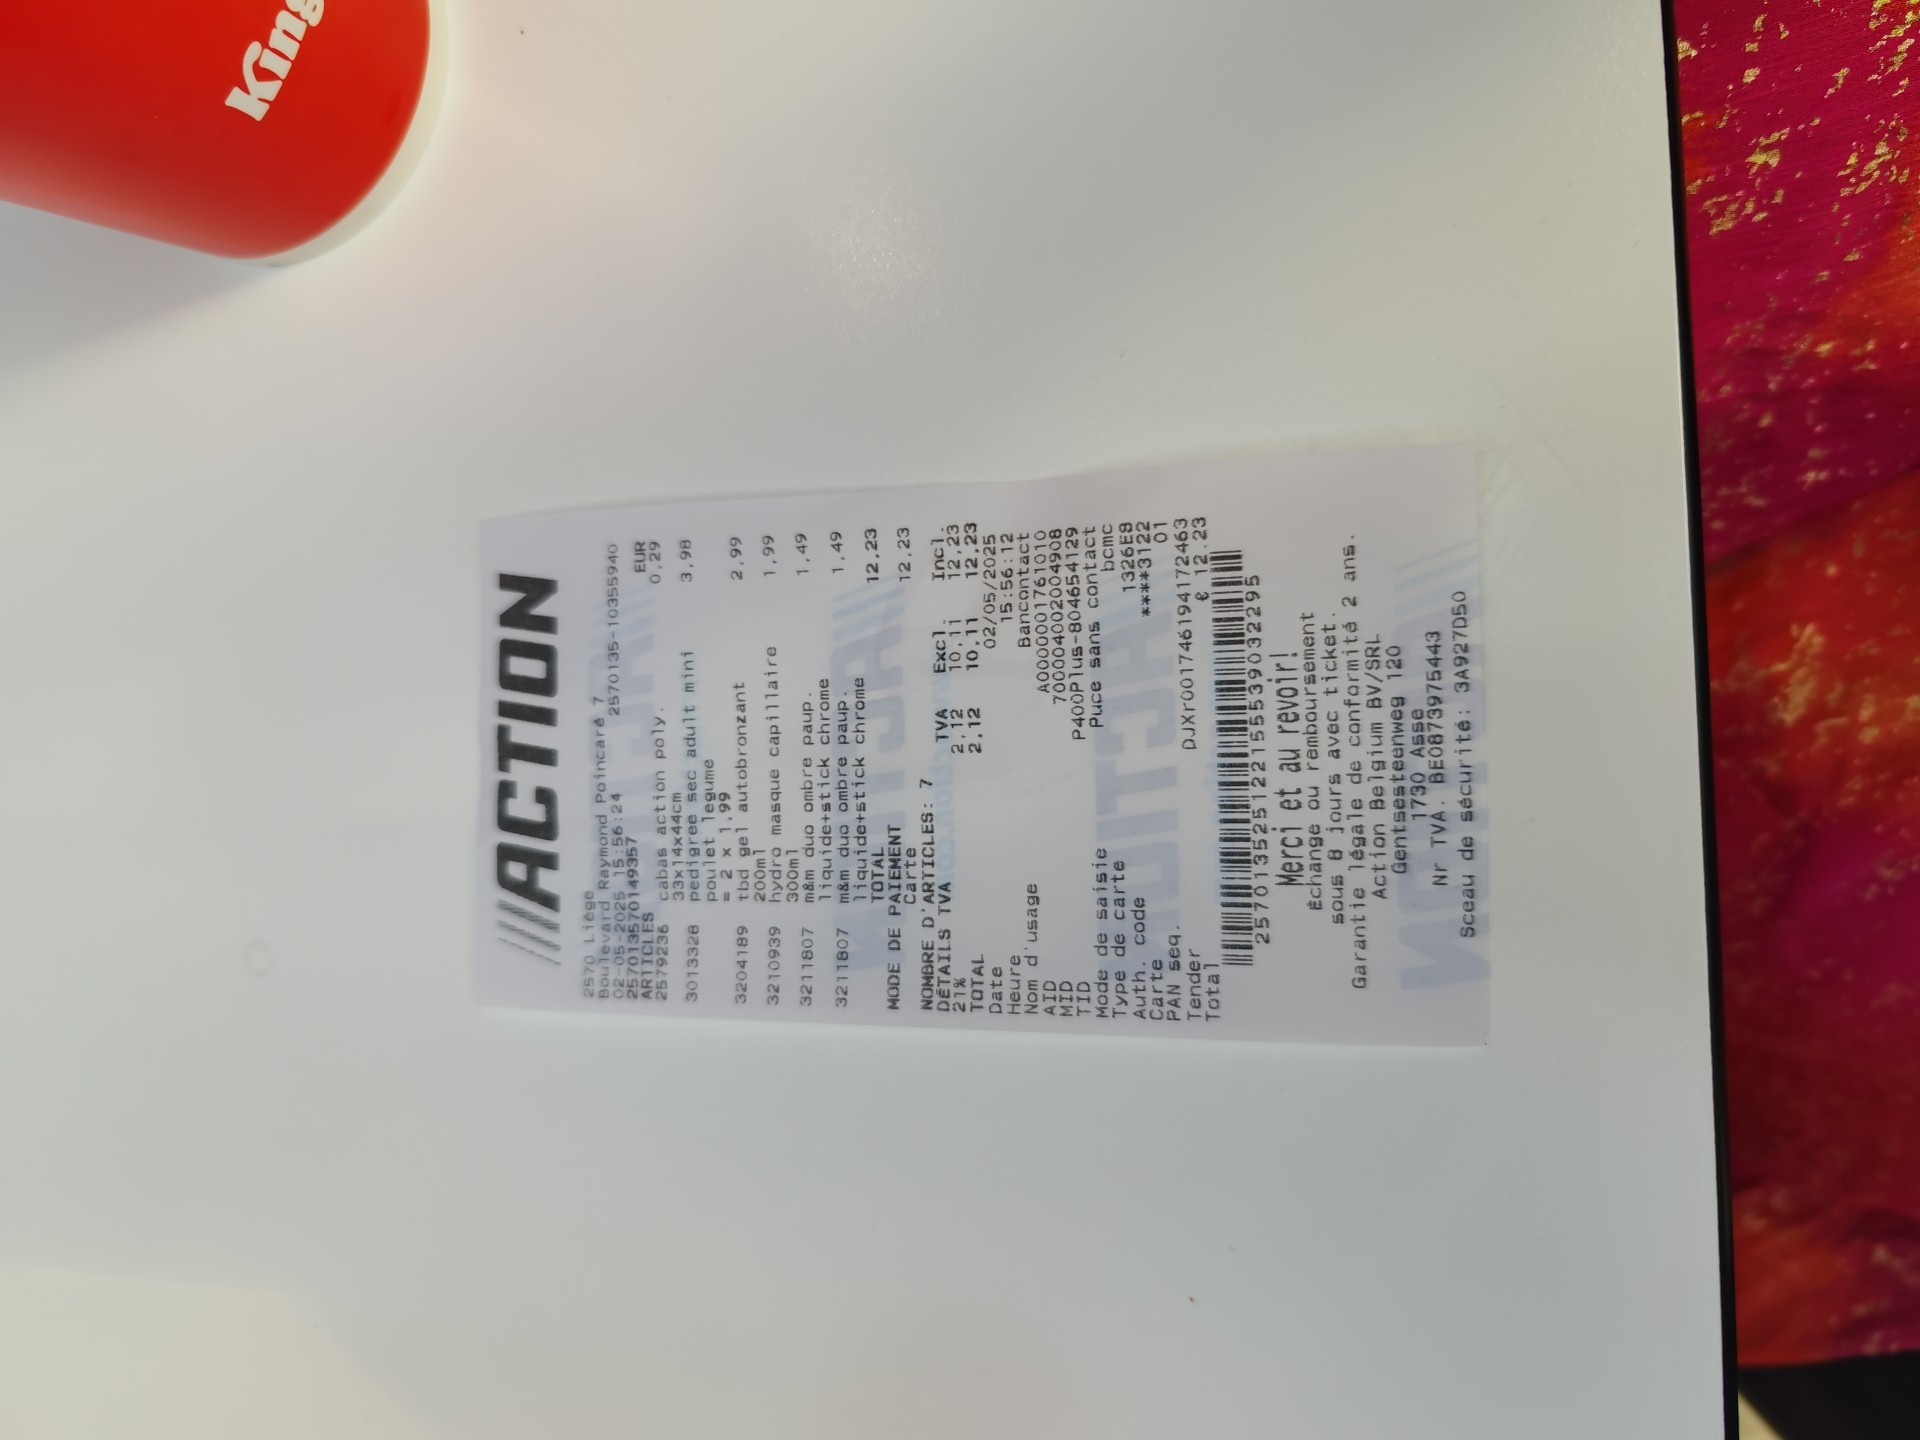 King
ACTION
2570 Liège
Boulevard Raymond Poincaré 7
02-05-2025 15:56:24 2570135-10355940
2570135702149357
ARTICLES EUR
2579236 cabas action poly. 0,29
33x14x44cm
3013328 pedigree sec adult mini 3,98
poulet legume
= 2 x 1,99
3204189 tbd gel autobronzant 2,99
200ml
3210939 hydro masque capillaire 1,99
300ml
3211807 m&m duo ombre paup. 1,49
liquide+stick chrome
3211807 m&m duo ombre paup. 1,49
liquide+stick chrome
TOTAL 12,23
MODE DE PAIEMENT
Carte 12,23
NOMBRE D'ARTICLES: 7
DÉTAILS TVA TVA Excl. Incl.
21% 2,12 10,11 12,23
TOTAL 2,12 10,11 12,23
Date 02/05/2025
Heure 15:56:12
Nom d'usage Bancontact
AID A0000001761010
MID 70004002004908
TID P400Plus-804654129
Mode de saisie Puce sans contact
Type de carte bcmc
Auth. code 1326E8
Carte ****3122
PAN seq. 01
Tender DJXr001746194172463
Total € 12.23
257013525122155539032295
Merci et au revoir!
Échange ou remboursement
sous 8 jours avec ticket.
Garantie légale de conformité 2 ans.
Action Belgium BV/SRL
Gentsesteenweg 120
1730 Asse
Nr TVA. BE0873975443
Sceau de sécurité: 3A927D50